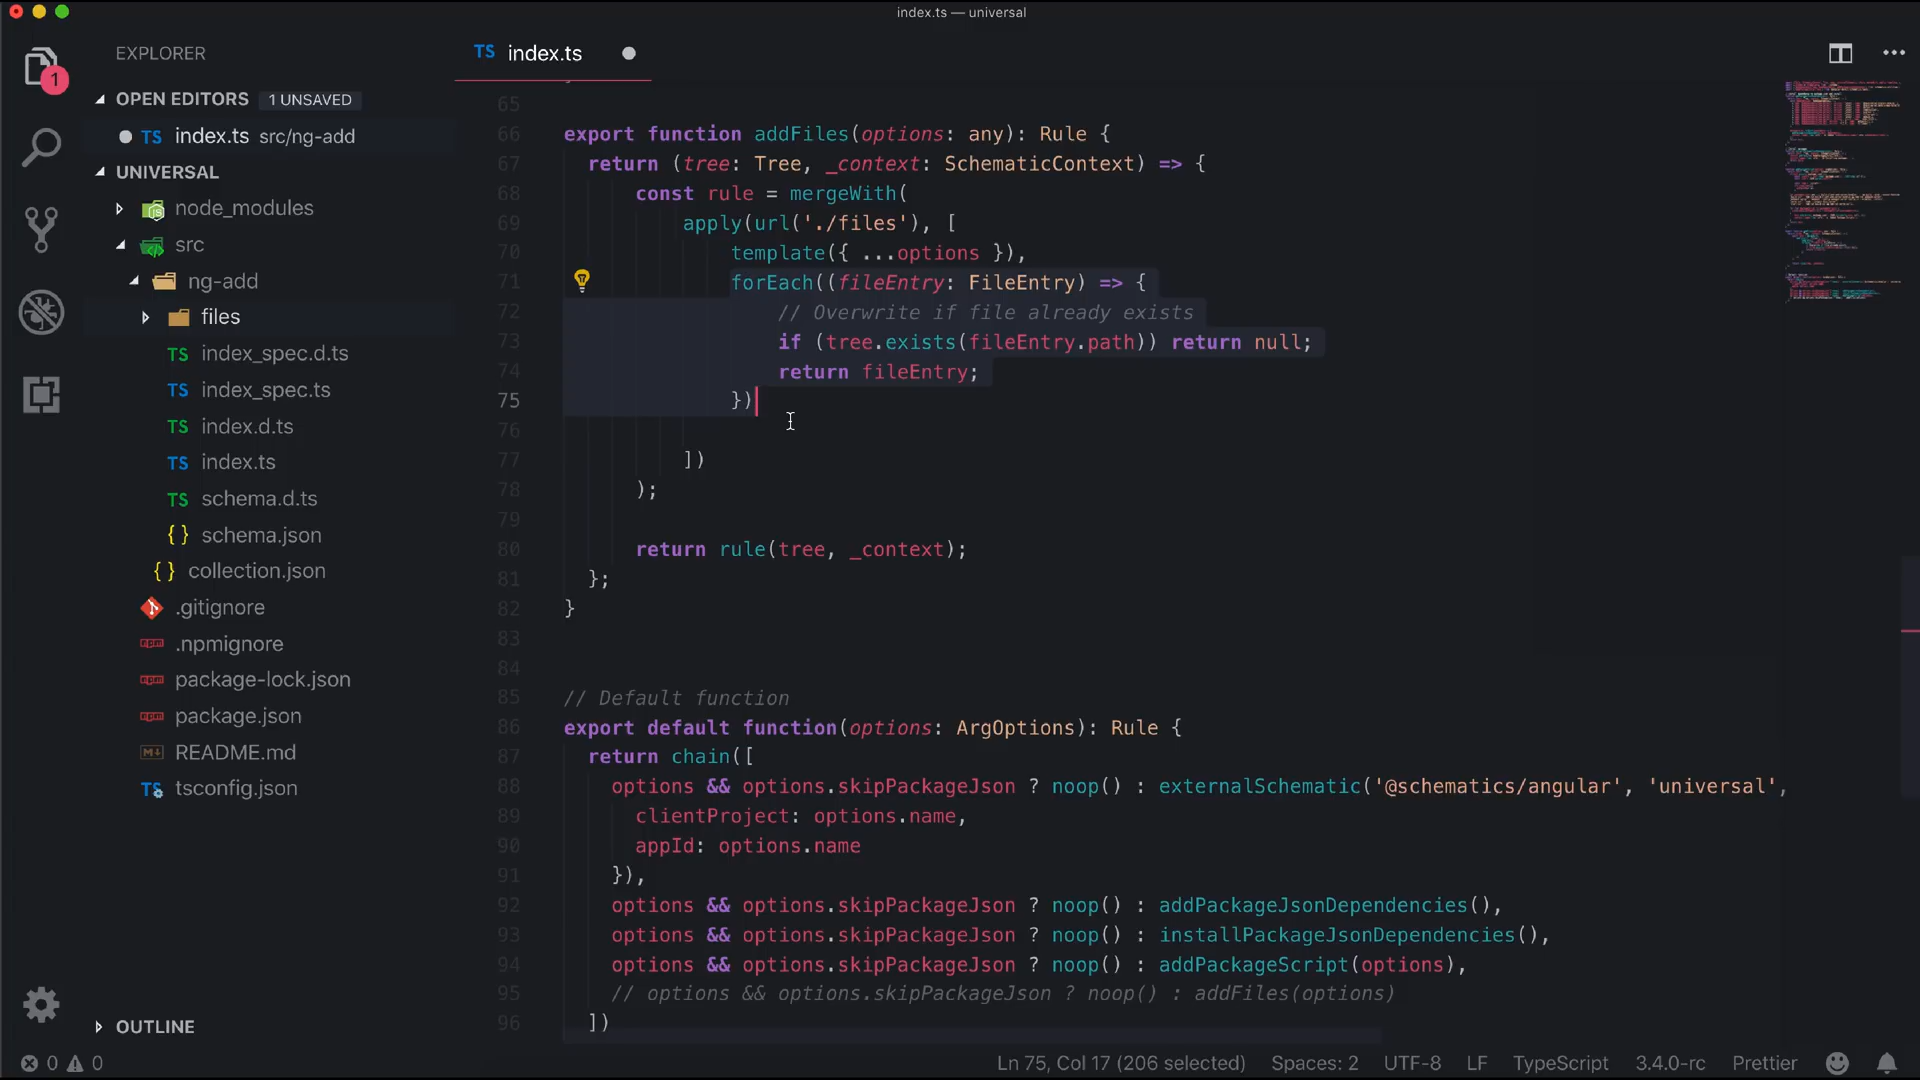 index.ts — universal
EXPLORER
OPEN EDITORS 1 UNSAVED
TS index.ts src/ng-add
UNIVERSAL
node_modules
src
ng-add
files
TS index_spec.d.ts
TS index_spec.ts
TS index.d.ts
TS index.ts
TS schema.d.ts
{ } schema.json
{ } collection.json
.gitignore
npm .npmignore
npm package-lock.json
npm package.json
M↓ README.md
TS tsconfig.json
OUTLINE
1
TS index.ts
65
66 export function addFiles(options: any): Rule {
67 return (tree: Tree, _context: SchematicContext) => {
68 const rule = mergeWith(
69 apply(url('./files'), [
70 template({ ...options }),
71 forEach((fileEntry: FileEntry) => {
72 // Overwrite if file already exists
73 if (tree.exists(fileEntry.path)) return null;
74 return fileEntry;
75 })
76
77 ])
78 );
79
80 return rule(tree, _context);
81 };
82 }
83
84
85 // Default function
86 export default function(options: ArgOptions): Rule {
87 return chain([
88 options && options.skipPackageJson ? noop() : externalSchematic('@schematics/angular', 'universal',
89 clientProject: options.name,
90 appId: options.name
91 }),
92 options && options.skipPackageJson ? noop() : addPackageJsonDependencies(),
93 options && options.skipPackageJson ? noop() : installPackageJsonDependencies(),
94 options && options.skipPackageJson ? noop() : addPackageScript(options),
95 // options && options.skipPackageJson ? noop() : addFiles(options)
96 ])
0 0 Ln 75, Col 17 (206 selected) Spaces: 2 UTF-8 LF TypeScript 3.4.0-rc Prettier